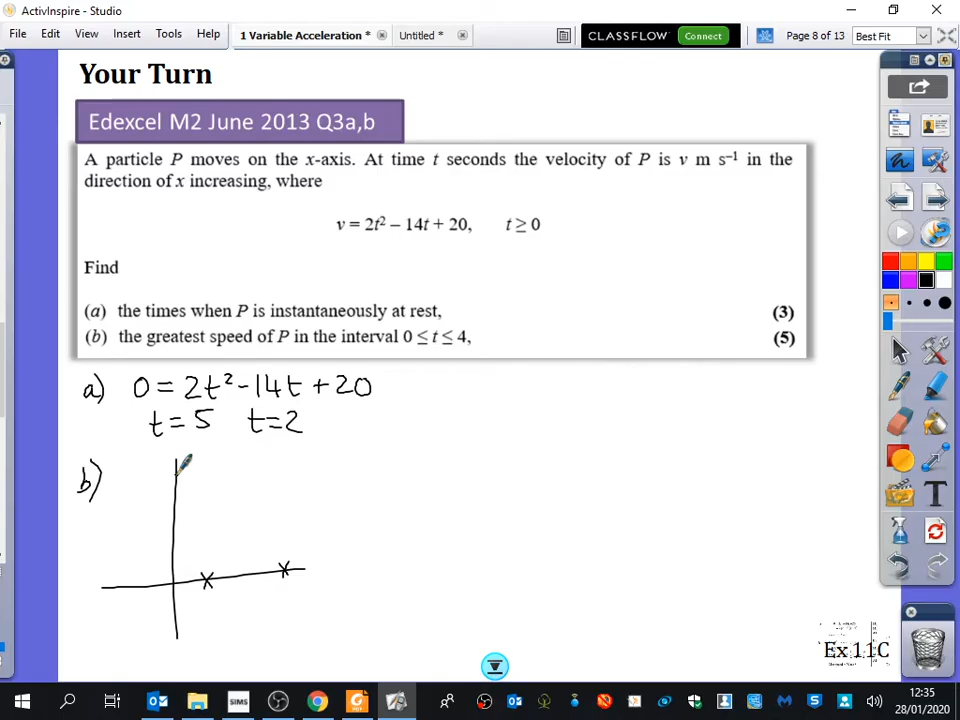 ActivInspire - Studio
File Edit View Insert Tools Help
1 Variable Acceleration * Untitled * CLASSFLOW Connect Page 8 of 13 Best Fit
Your Turn
Edexcel M2 June 2013 Q3a,b
A particle P moves on the x-axis. At time t seconds the velocity of P is v m s⁻¹ in the
direction of x increasing, where
v = 2t² – 14t + 20, t ≥ 0
Find
(a) the times when P is instantaneously at rest,
(3)
(b) the greatest speed of P in the interval 0 ≤ t ≤ 4,
(5)
a) 0 = 2t² - 14t + 20
t = 5 t = 2
b)
Ex 11C
SIMS
12:35
28/01/2020